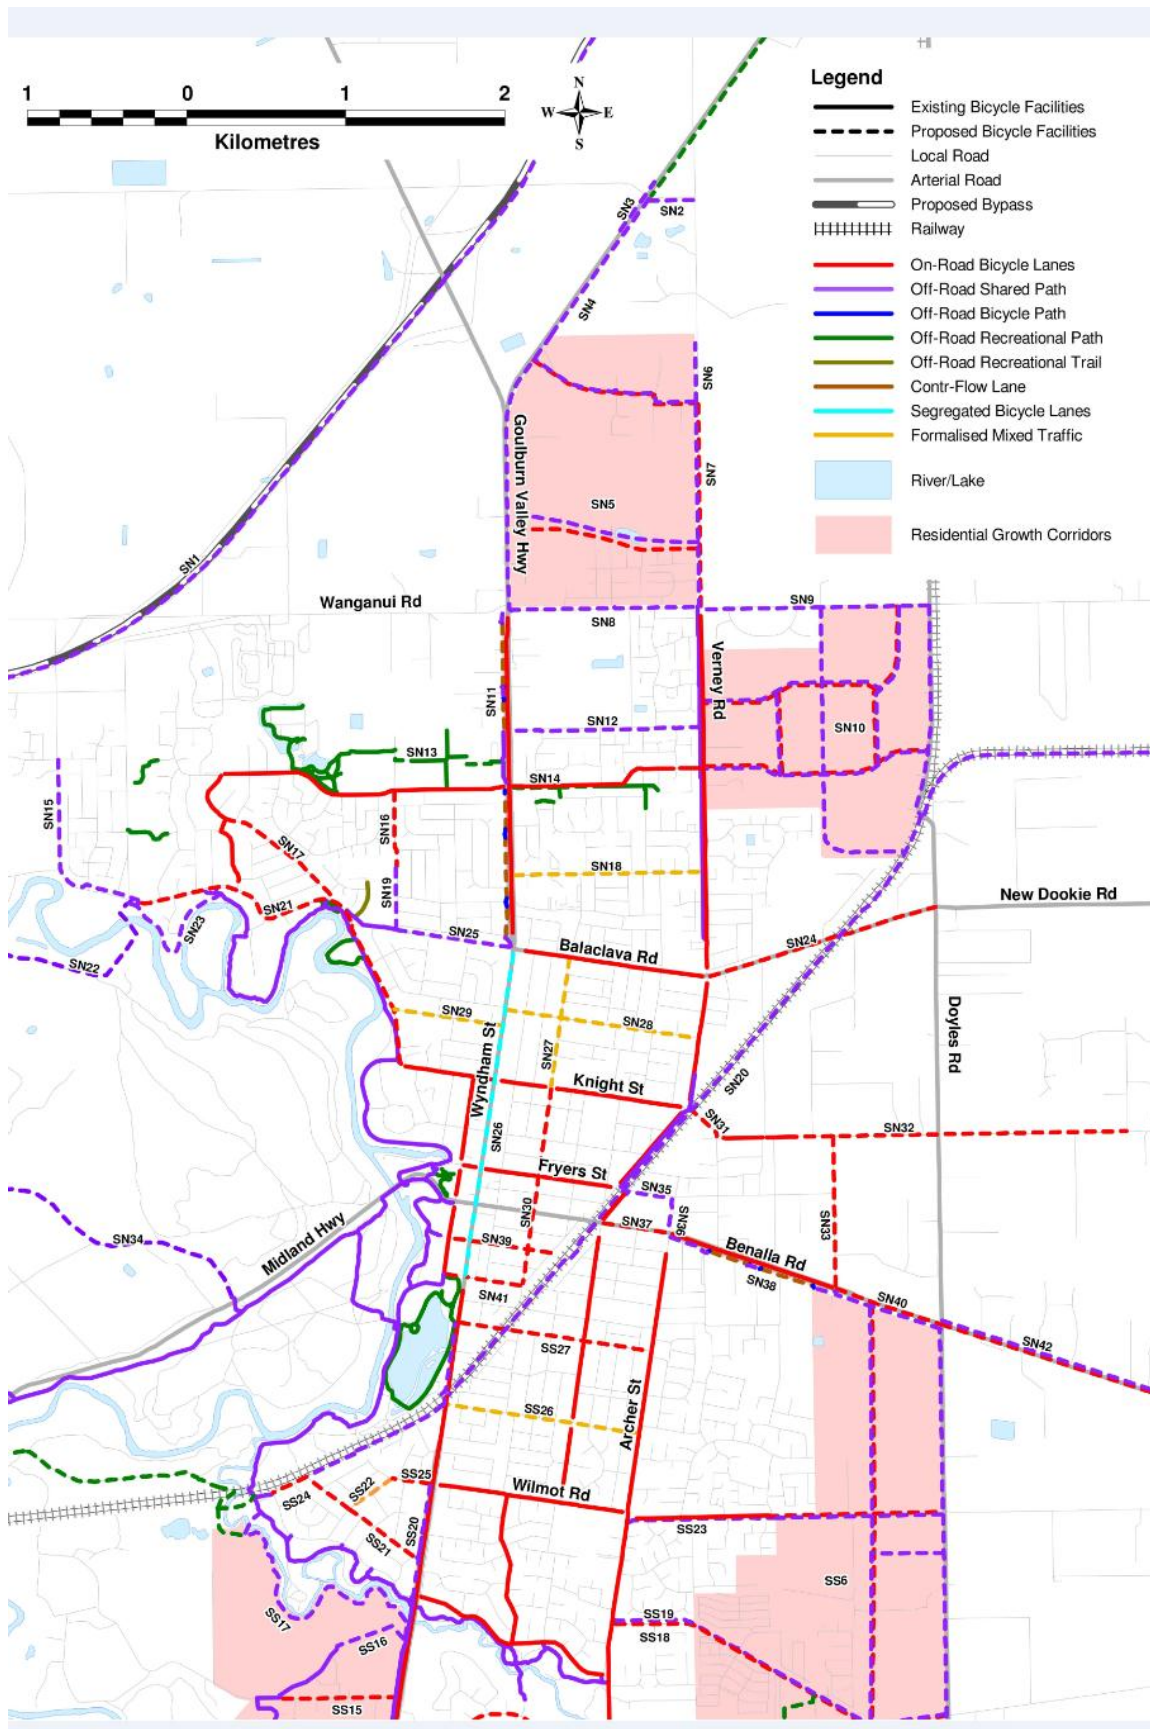 1 0 1 2
Kilometres
N
W E
S
Legend
Existing Bicycle Facilities
Proposed Bicycle Facilities
Local Road
Arterial Road
Proposed Bypass
Railway
On-Road Bicycle Lanes
Off-Road Shared Path
Off-Road Bicycle Path
Off-Road Recreational Path
Off-Road Recreational Trail
Contr-Flow Lane
Segregated Bicycle Lanes
Formalised Mixed Traffic
River/Lake
Residential Growth Corridors
SN3
SN2
SN4
SN6
Goulburn Valley Hwy
SN7
SN5
SN1
Wanganui Rd
SN8
SN9
Verney Rd
SN11
SN12
SN10
SN13
SN14
SN15
SN16
SN17
SN18
SN19
SN21
New Dookie Rd
SN23
SN25
Balaclava Rd
SN24
SN22
SN29
SN28
Wyndham St
SN27
Doyles Rd
Knight St
SN20
SN26
SN31
SN32
Fryers St
SN35
SN30
SN36
SN37
SN33
SN34
Midland Hwy
SN39
Benalla Rd
SN38
SN41
SN40
SN42
SS27
SS26
Archer St
SS25
SS22
Wilmot Rd
SS24
SS21
SS20
SS23
SS6
SS17
SS19
SS18
SS16
SS15